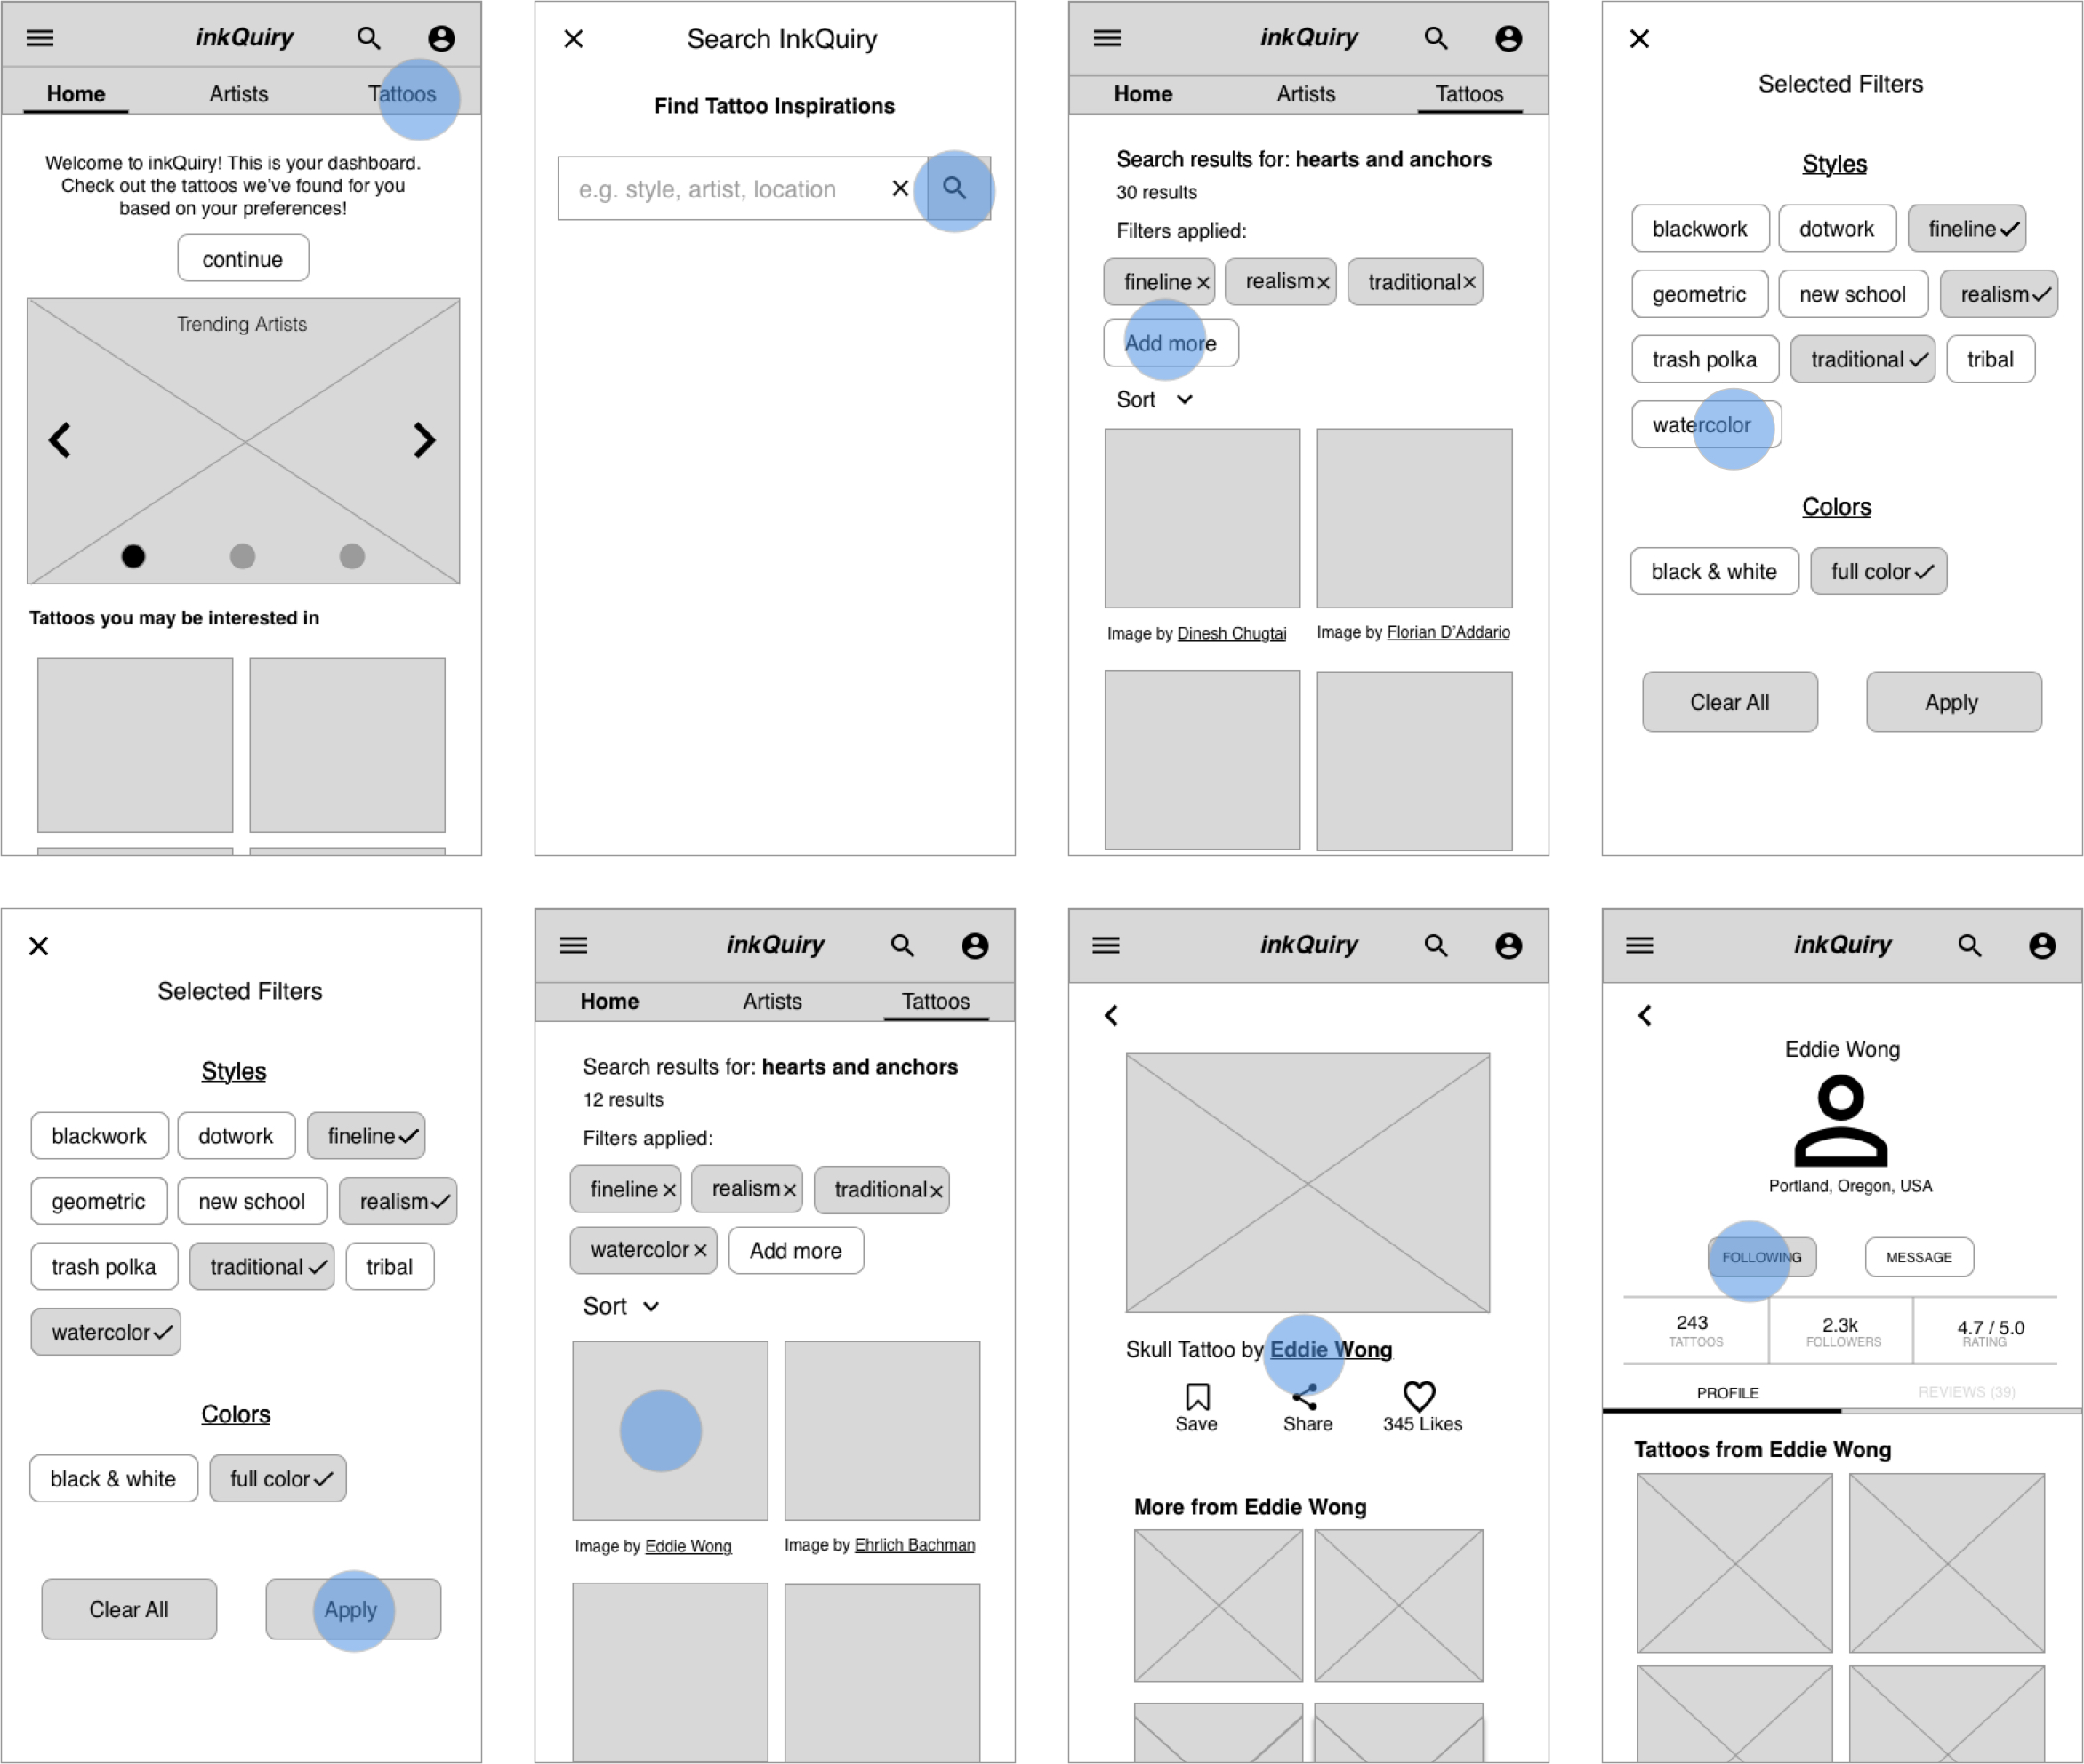 inkQuiry
Home Artists Tattoos
Welcome to inkQuiry! This is your dashboard.
Check out the tattoos we've found for you
based on your preferences!
continue
Trending Artists
Tattoos you may be interested in
Search InkQuiry
Find Tattoo Inspirations
e.g. style, artist, location
inkQuiry
Home Artists Tattoos
Search results for: hearts and anchors
30 results
Filters applied:
fineline realism traditional
Add more
Sort
Image by Dinesh Chugtai Image by Florian D'Addario
Selected Filters
Styles
blackwork dotwork fineline
geometric new school realism
trash polka traditional tribal
watercolor
Colors
black & white full color
Clear All Apply
Selected Filters
Styles
blackwork dotwork fineline
geometric new school realism
trash polka traditional tribal
watercolor
Colors
black & white full color
Clear All Apply
inkQuiry
Home Artists Tattoos
Search results for: hearts and anchors
12 results
Filters applied:
fineline realism traditional
watercolor Add more
Sort
Image by Eddie Wong Image by Ehrlich Bachman
inkQuiry
Skull Tattoo by Eddie Wong
Save Share 345 Likes
More from Eddie Wong
inkQuiry
Eddie Wong
Portland, Oregon, USA
FOLLOWING MESSAGE
243 2.3k 4.7 / 5.0
TATTOOS FOLLOWERS RATING
PROFILE REVIEWS (39)
Tattoos from Eddie Wong